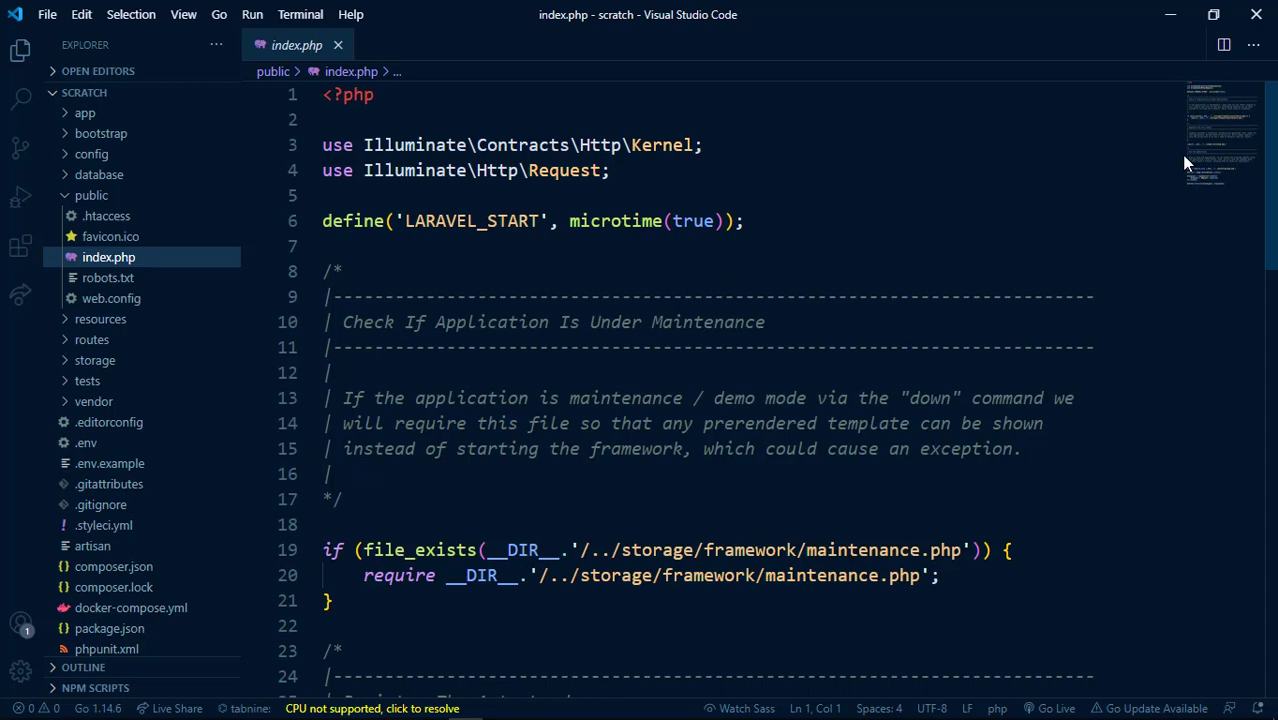 File Edit Selection View Go Run Terminal Help index.php - scratch - Visual Studio Code
EXPLORER
OPEN EDITORS
SCRATCH
app
bootstrap
config
database
public
.htaccess
favicon.ico
index.php
robots.txt
web.config
resources
routes
storage
tests
vendor
.editorconfig
.env
.env.example
.gitattributes
.gitignore
.styleci.yml
artisan
composer.json
composer.lock
docker-compose.yml
package.json
phpunit.xml
OUTLINE
NPM SCRIPTS
1
index.php
public > index.php > ...
1 <?php
2
3 use Illuminate\Contracts\Http\Kernel;
4 use Illuminate\Http\Request;
5
6 define('LARAVEL_START', microtime(true));
7
8 /*
9 |--------------------------------------------------------------------------
10 | Check If Application Is Under Maintenance
11 |--------------------------------------------------------------------------
12 |
13 | If the application is maintenance / demo mode via the "down" command we
14 | will require this file so that any prerendered template can be shown
15 | instead of starting the framework, which could cause an exception.
16 |
17 */
18
19 if (file_exists(__DIR__.'/../storage/framework/maintenance.php')) {
20 require __DIR__.'/../storage/framework/maintenance.php';
21 }
22
23 /*
24 |--------------------------------------------------------------------------
0 0 Go 1.14.6 Live Share tabnine: CPU not supported, click to resolve Watch Sass Ln 1, Col 1 Spaces: 4 UTF-8 LF php Go Live Go Update Available